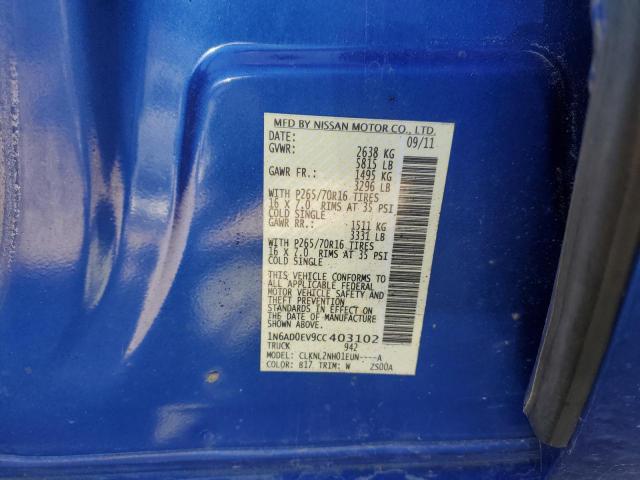 MFD BY NISSAN MOTOR CO., LTD.
DATE: 09/11
GVWR: 2638 KG
5815 LB
GAWR FR.: 1495 KG
3296 LB
WITH P265/70R16 TIRES
16 X 7.0 RIMS AT 35 PSI
COLD SINGLE
GAWR RR.: 1511 KG
3331 LB
WITH P265/70R16 TIRES
16 X 7.0 RIMS AT 35 PSI
COLD SINGLE
THIS VEHICLE CONFORMS TO
ALL APPLICABLE FEDERAL
MOTOR VEHICLE SAFETY AND
THEFT PREVENTION
STANDARDS IN EFFECT ON
THE DATE OF MANUFACTURE
SHOWN ABOVE.
1N6AD0EV9CC403102
TRUCK 942
MODEL: CLKNL2NH01EUN----A
COLOR: B17 TRIM: W 2S00A